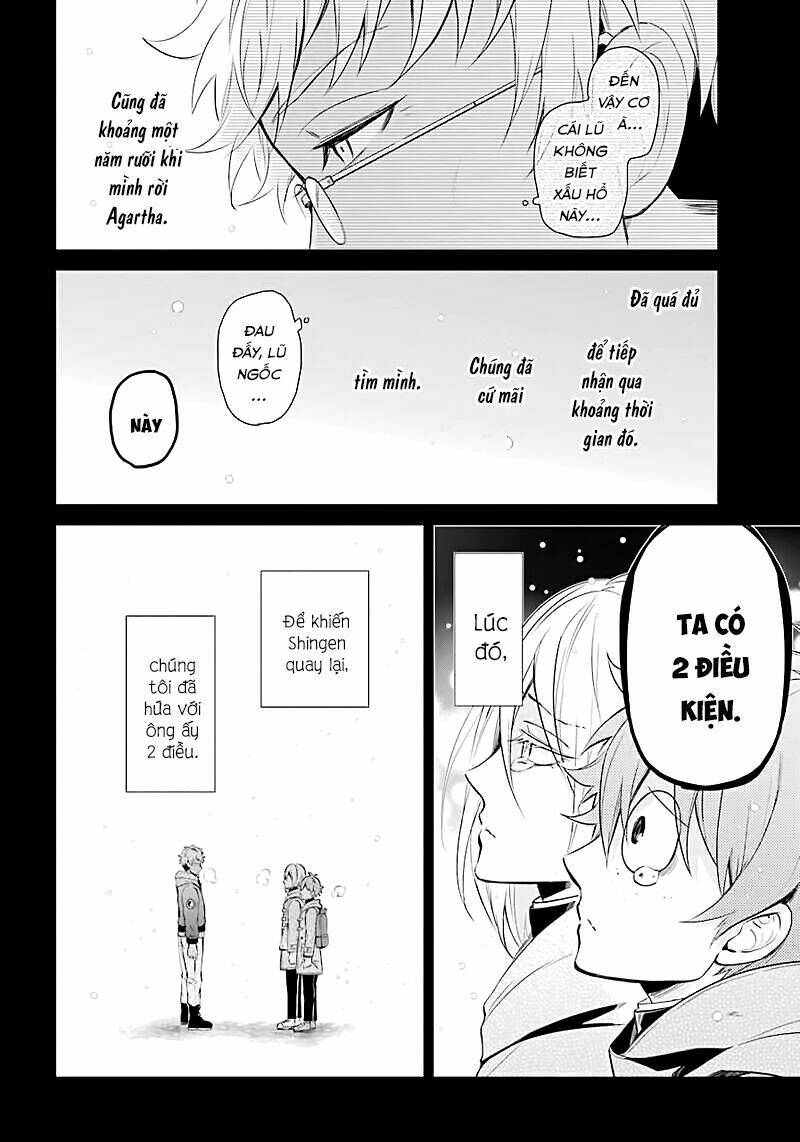 ĐẾN
VẬY CƠ
À...
CÁI LŨ
KHÔNG
BIẾT
XẤU HỔ
NÀY...
Cũng đã
khoảng một
năm rưỡi khi
mình rời
Agartha.
Đã quá đủ
để tiếp
nhận qua
khoảng thời
gian đó.
Chúng đã
cứ mãi
tìm mình.
ĐAU
ĐẤY, LŨ
NGỐC
...
NÀY
TA CÓ
2 ĐIỀU
KIỆN.
Lúc
đó,
Để khiến
Shingen
quay lại,
chúng
tôi đã
hứa với
ông ấy
2 điều.